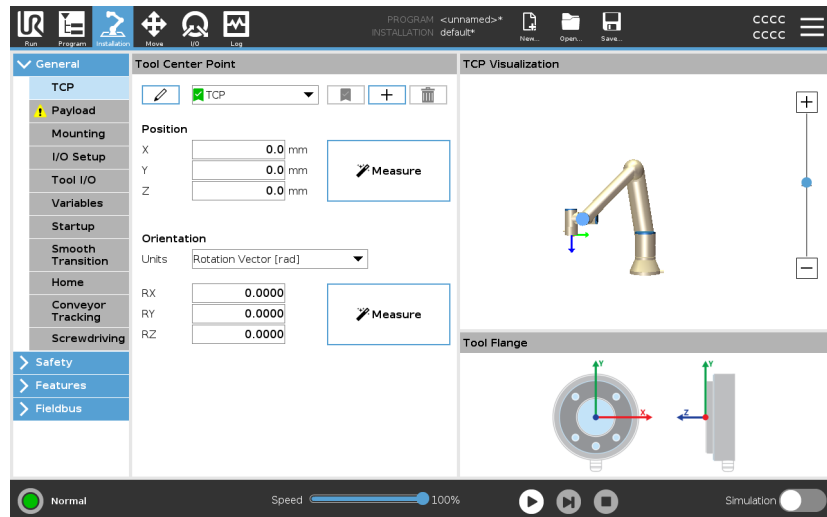 PROGRAM <unnamed>*
INSTALLATION default*
CCCC
CCCC
UR
Run
Program
Installation
Move
I/O
Log
New...
Open...
Save...
General
TCP
Payload
Mounting
I/O Setup
Tool I/O
Variables
Startup
Smooth
Transition
Home
Conveyor
Tracking
Screwdriving
Safety
Features
Fieldbus
Tool Center Point
TCP
Position
X 0.0 mm
Y 0.0 mm
Z 0.0 mm
Measure
Orientation
Units Rotation Vector [rad]
RX 0.0000
RY 0.0000
RZ 0.0000
Measure
TCP Visualization
Tool Flange
Y
X
Y
Z
Normal
Speed 100%
Simulation